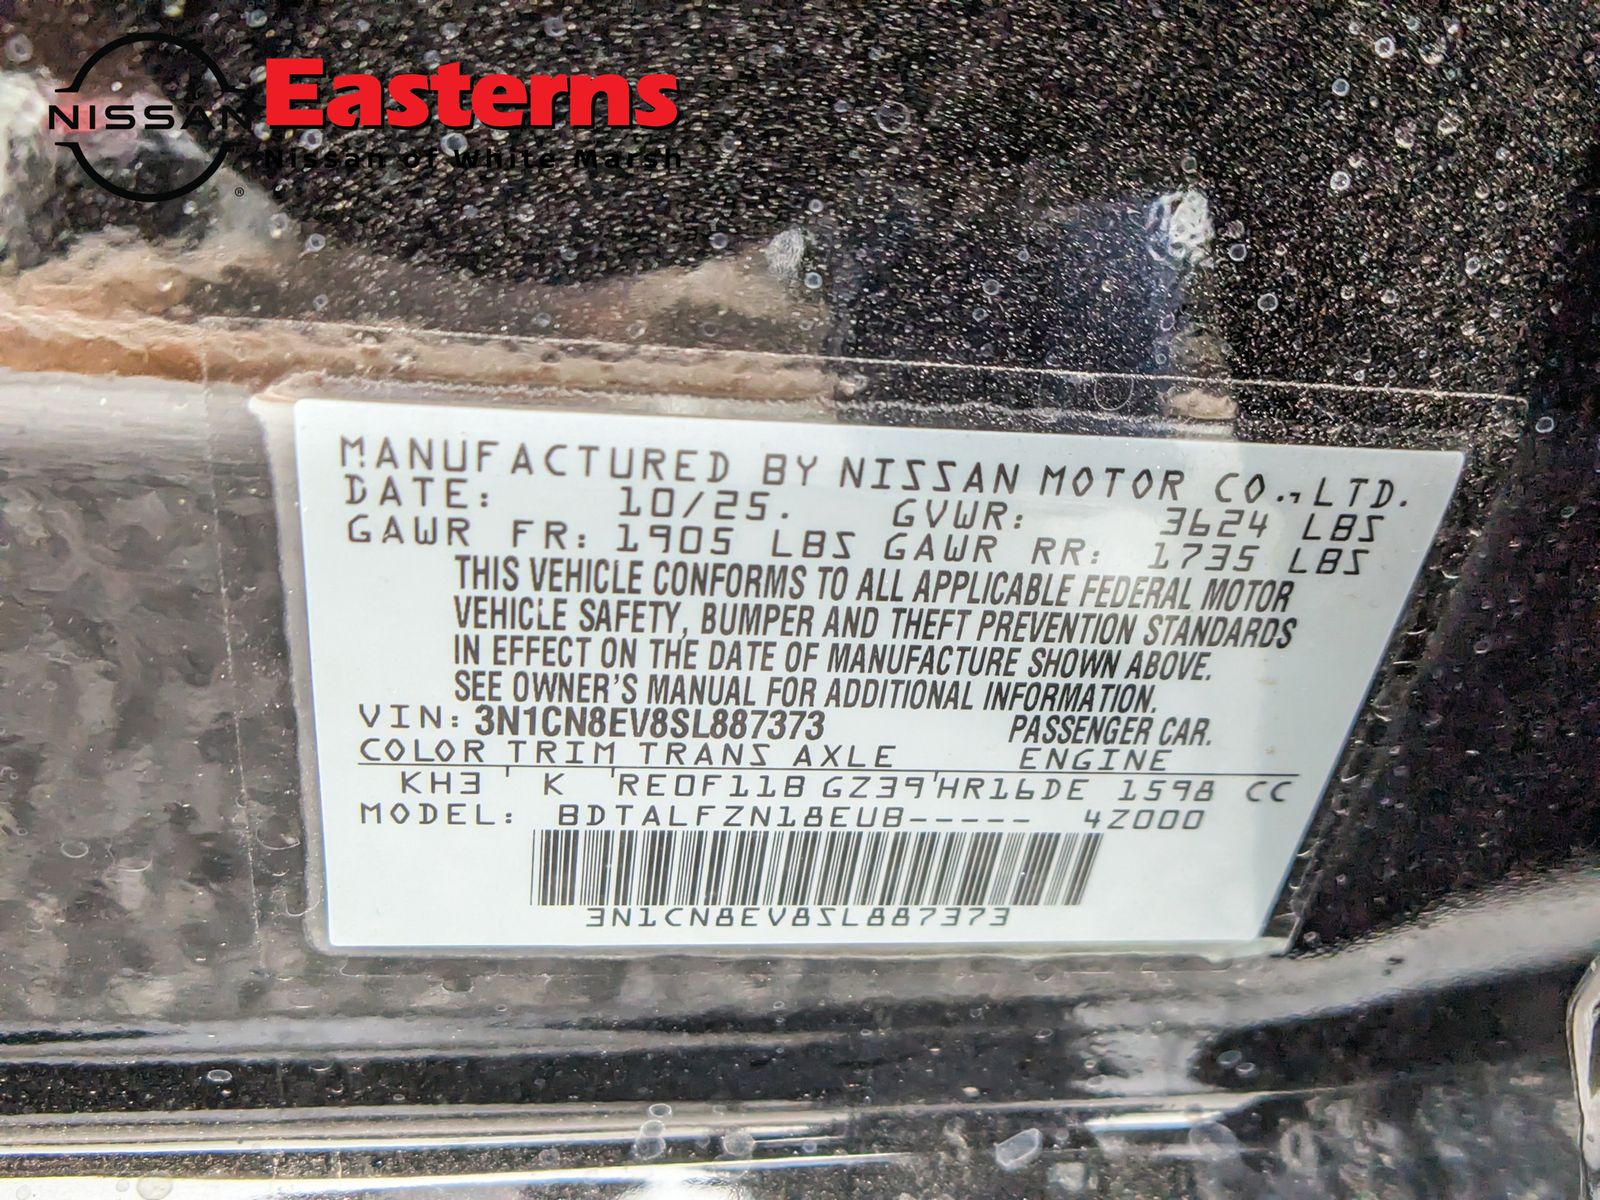 NISSAN
®
Easterns
Nissan of White Marsh
MANUFACTURED BY NISSAN MOTOR CO., LTD.
DATE: 10/25. GVWR: 3624 LBS
GAWR FR: 1905 LBS GAWR RR: 1735 LBS
THIS VEHICLE CONFORMS TO ALL APPLICABLE FEDERAL MOTOR
VEHICLE SAFETY, BUMPER AND THEFT PREVENTION STANDARDS
IN EFFECT ON THE DATE OF MANUFACTURE SHOWN ABOVE.
SEE OWNER'S MANUAL FOR ADDITIONAL INFORMATION.
VIN: 3N1CN8EV8SL887373 PASSENGER CAR.
COLOR TRIM TRANS AXLE ENGINE
KH3 ' K 'RE0F11B GZ39'HR16DE 1598 CC
MODEL: BDTALFZN18EUB----- 4Z000
3N1CN8EV8SL887373